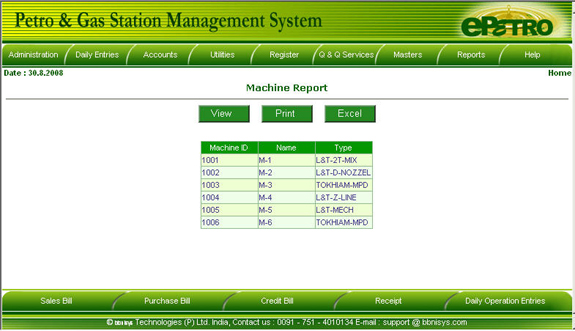 Petro & Gas Station Management System ePetro
Administration Daily Entries Accounts Utilities Register Q & Q Services Masters Reports Help
Date : 30.8.2008 Home
Machine Report
View Print Excel
Machine ID Name Type
1001 M-1 L&T-2T-MIX
1002 M-2 L&T-D-NOZZEL
1003 M-3 TOKHIAM-MPD
1004 M-4 L&T-Z-LINE
1005 M-5 L&T-MECH
1006 M-6 TOKHIAM-MPD
Sales Bill Purchase Bill Credit Bill Receipt Daily Operation Entries
© bbnisys Technologies (P) Ltd. India, Contact us : 0091 - 751 - 4010134 E-mail : support @ bbnisys.com